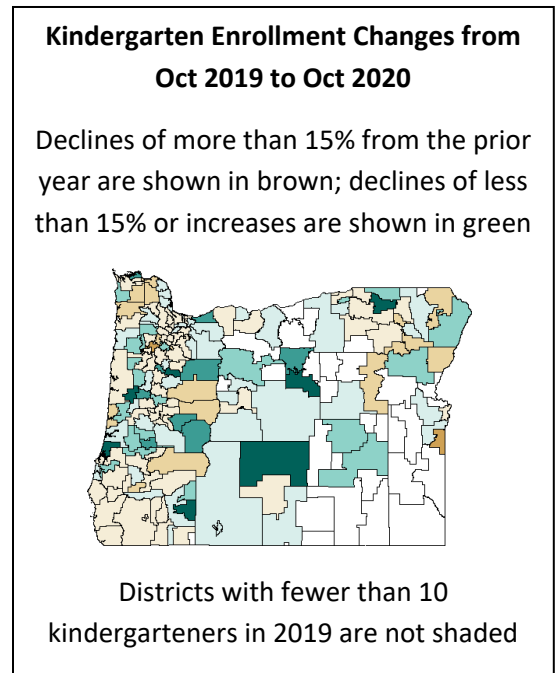 Kindergarten Enrollment Changes from
Oct 2019 to Oct 2020
Declines of more than 15% from the prior
year are shown in brown; declines of less
than 15% or increases are shown in green
Districts with fewer than 10
kindergarteners in 2019 are not shaded